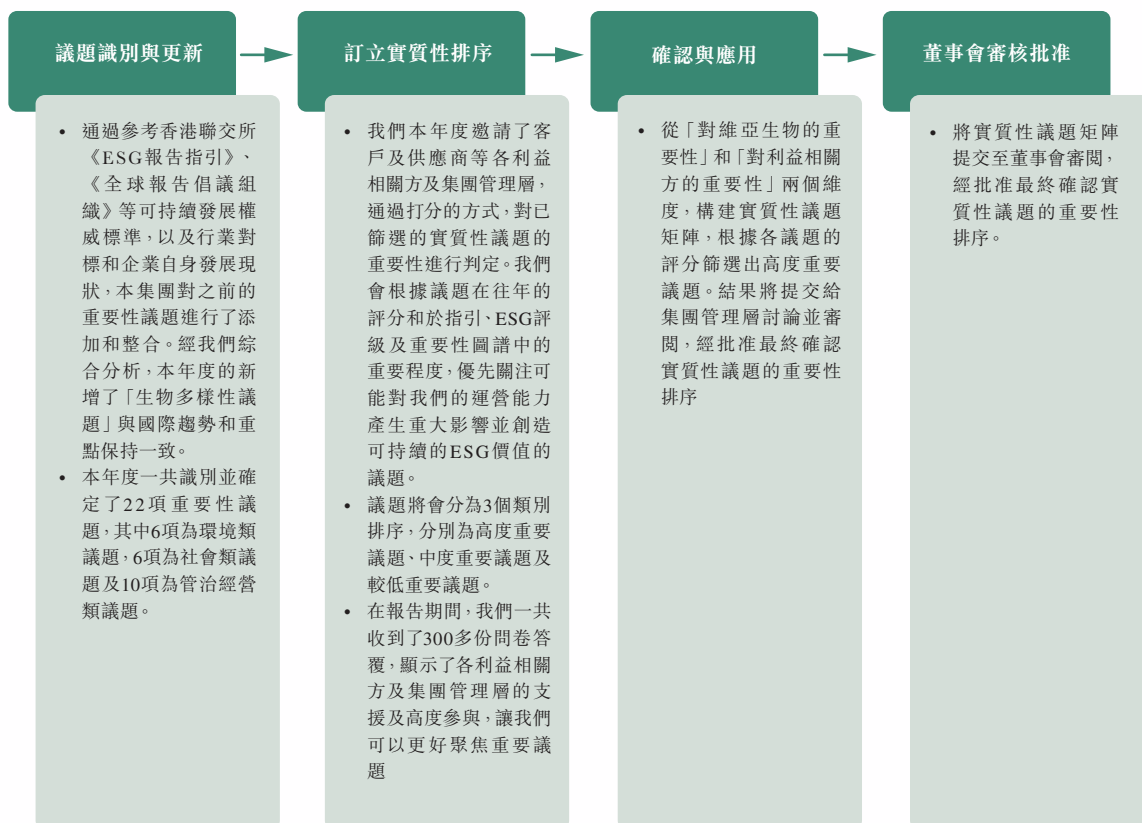 議題識別與更新
通過參考香港聯交所
《ESG報告指引》、
《全球報告倡議組
織》等可持續發展權
威標準，以及行業對
標和企業自身發展現
狀，本集團對之前的
重要性議題進行了添
加和整合。經我們綜
合分析，本年度的新
增了「生物多樣性議
題」與國際趨勢和重
點保持一致。
本年度一共識別並確
定了22項重要性議
題，其中6項為環境類
議題，6項為社會類議
題及10項為管治經營
類議題。
訂立實質性排序
我們本年度邀請了客
戶及供應商等各利益
相關方及集團管理層，
通過打分的方式，對已
篩選的實質性議題的
重要性進行判定。我們
會根據議題在往年的
評分和於指引、ESG評
級及重要性圖譜中的
重要程度，優先關注可
能對我們的運營能力
產生重大影響並創造
可持續的ESG價值的
議題。
議題將會分為3個類別
排序，分別為高度重要
議題、中度重要議題及
較低重要議題。
在報告期間，我們一共
收到了300多份問卷答
覆，顯示了各利益相關
方及集團管理層的支
援及高度參與，讓我們
可以更好聚焦重要議
題
確認與應用
從「對維亞生物的重
要性」和「對利益相關
方的重要性」兩個維
度，構建實質性議題
矩陣，根據各議題的
評分篩選出高度重要
議題。結果將提交給
集團管理層討論並審
閱，經批准最終確認
實質性議題的重要性
排序
董事會審核批准
將實質性議題矩陣
提交至董事會審閱，
經批准最終確認實
質性議題的重要性
排序。